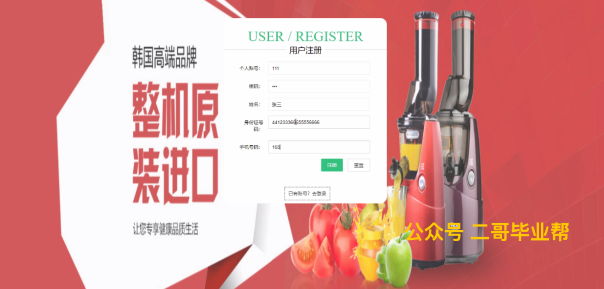 韩国高端品牌
整机原
装进口
让您专享健康品质生活
USER / REGISTER
用户注册
个人账号： 111
密码： •••
姓名： 张三
身份证号码：
手机号码： 163
注册 重置
已有账号？去登录
公众号 二哥毕业帮